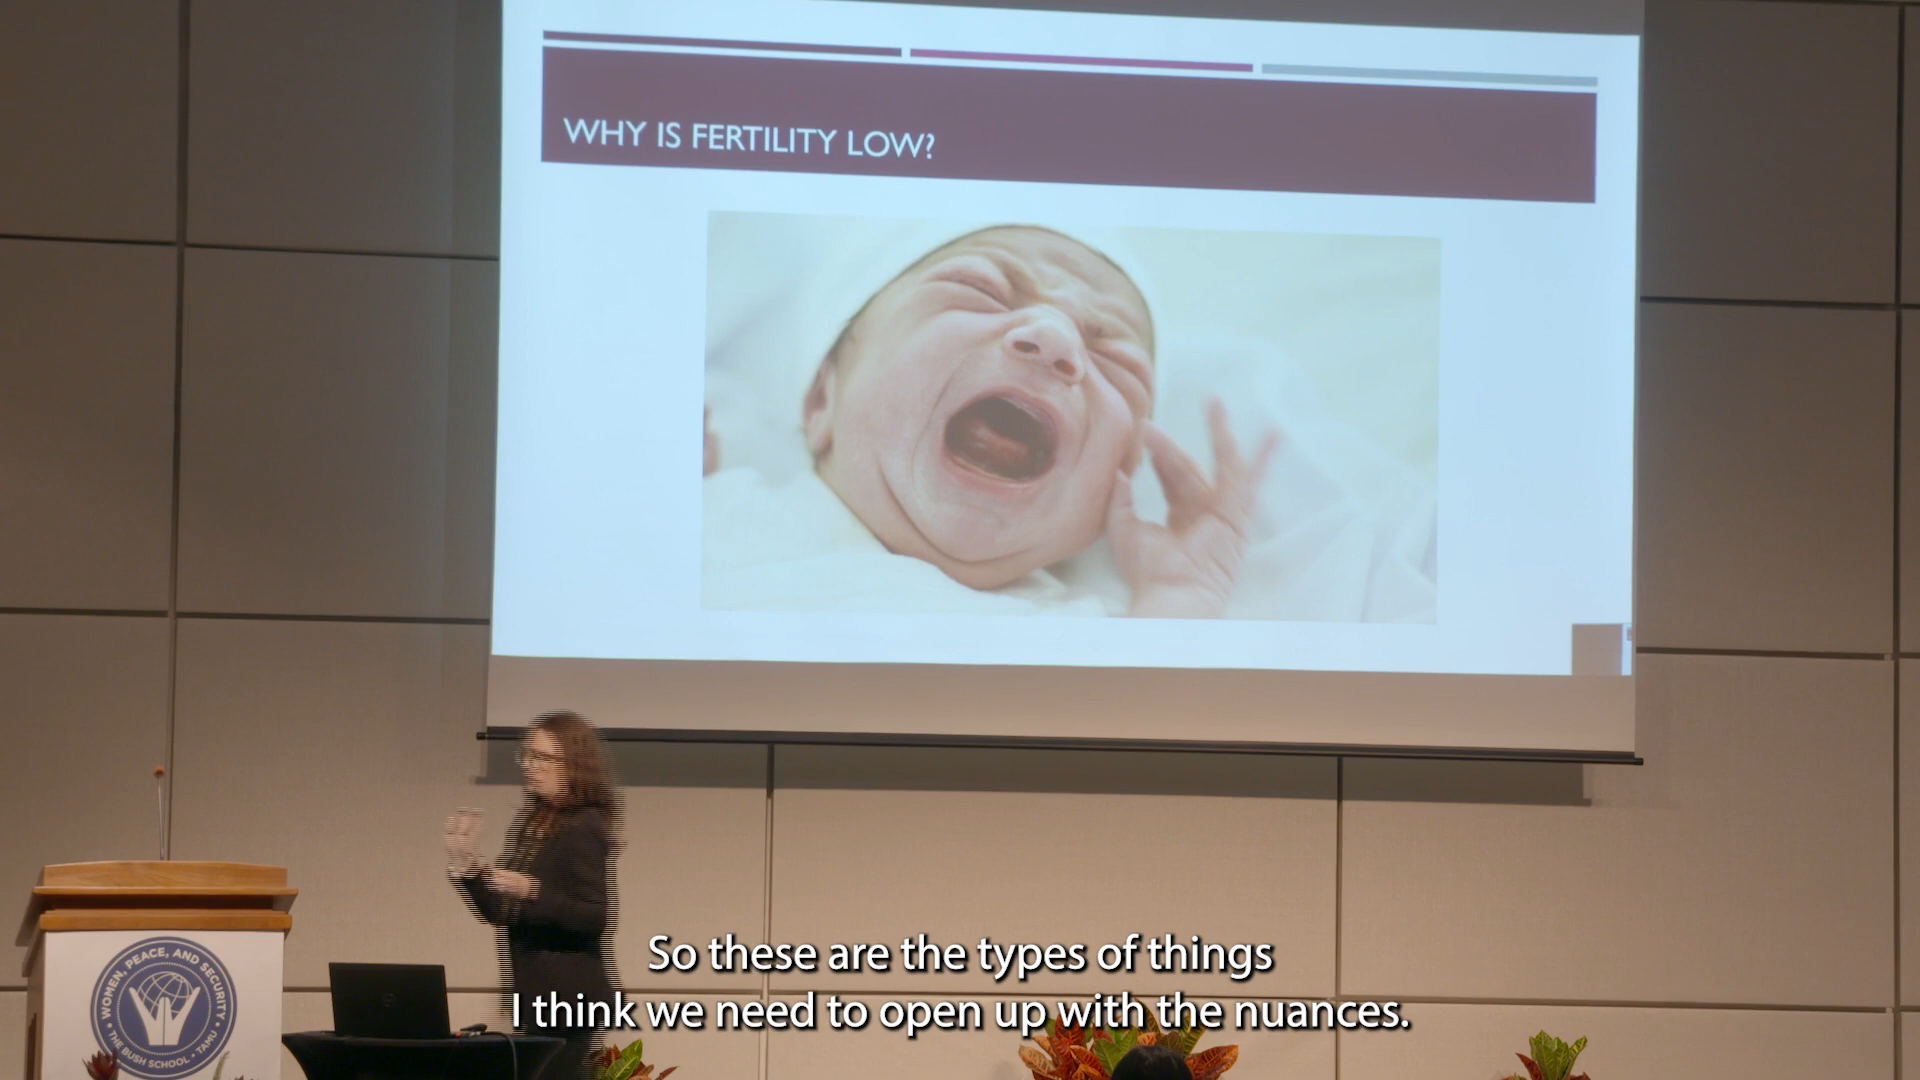 WHY IS FERTILITY LOW?
WOMEN, PEACE, AND SECURITY
• THE BUSH SCHOOL • TAMU •
So these are the types of things
I think we need to open up with the nuances.